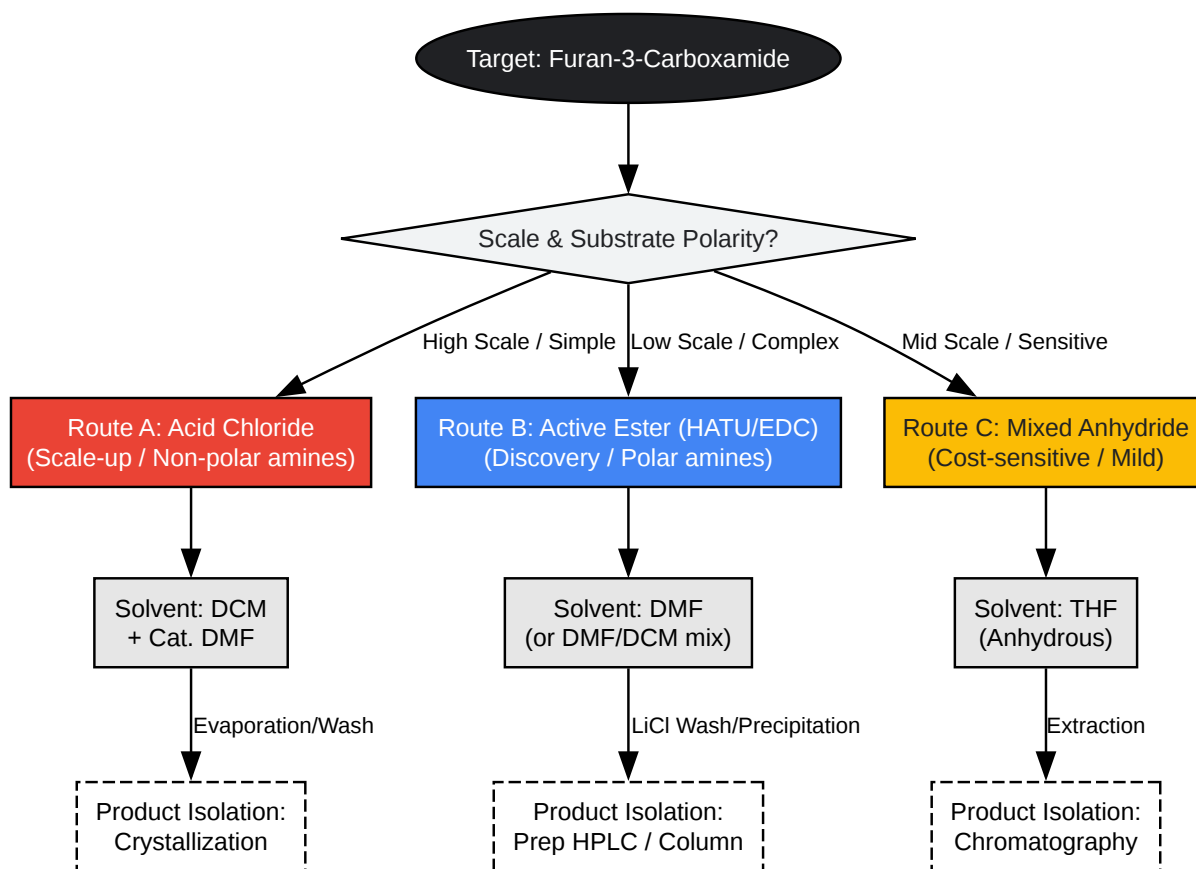 Target: Furan-3-Carboxamide
Scale & Substrate Polarity?
High Scale / Simple
Low Scale / Complex
Mid Scale / Sensitive
Route A: Acid Chloride
(Scale-up / Non-polar amines)
Route B: Active Ester (HATU/EDC)
(Discovery / Polar amines)
Route C: Mixed Anhydride
(Cost-sensitive / Mild)
Solvent: DCM
+ Cat. DMF
Solvent: DMF
(or DMF/DCM mix)
Solvent: THF
(Anhydrous)
Evaporation/Wash
LiCl Wash/Precipitation
Extraction
Product Isolation:
Crystallization
Product Isolation:
Prep HPLC / Column
Product Isolation:
Chromatography